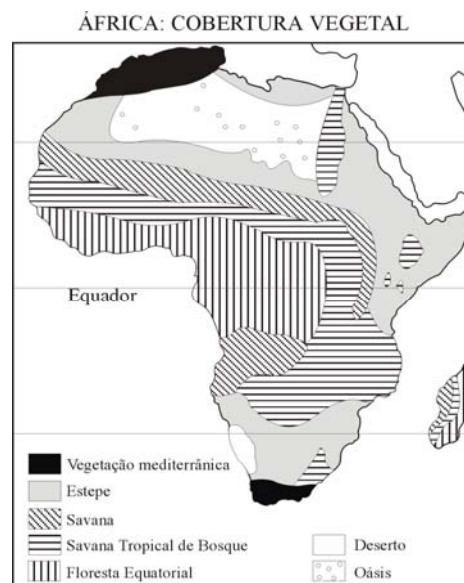 ÁFRICA: COBERTURA VEGETAL
Equador
Vegetação mediterrânica
Estepe
Savana
Savana Tropical de Bosque
Floresta Equatorial
Deserto
Oásis